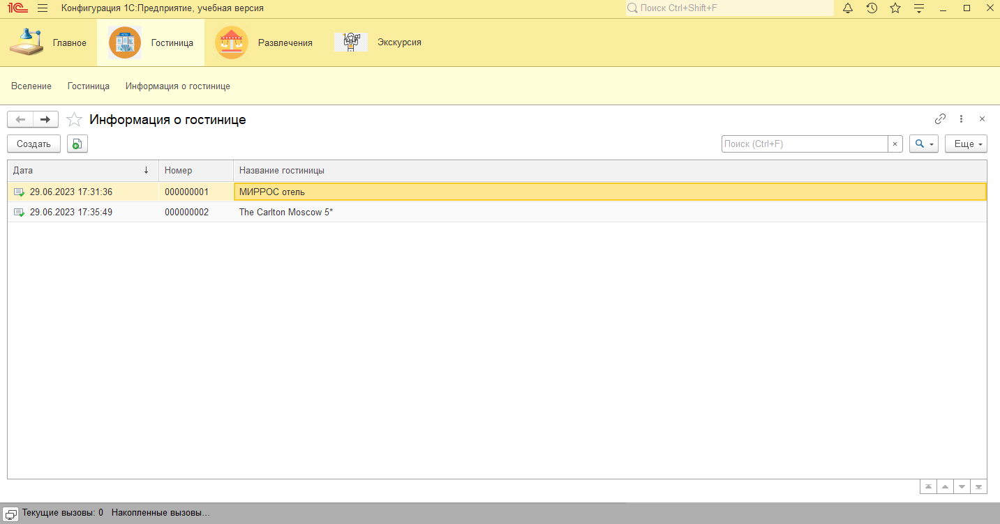 1С Конфигурация 1С:Предприятие, учебная версия Поиск Ctrl+Shift+F
Главное Гостиница Развлечения Экскурсия
Вселение Гостиница Информация о гостинице
Информация о гостинице
Создать Поиск (Ctrl+F) × Еще
Дата ↓ Номер Название гостиницы
29.06.2023 17:31:36 000000001 МИРРОС отель
29.06.2023 17:35:49 000000002 The Carlton Moscow 5*
Текущие вызовы: 0 Накопленные вызовы...